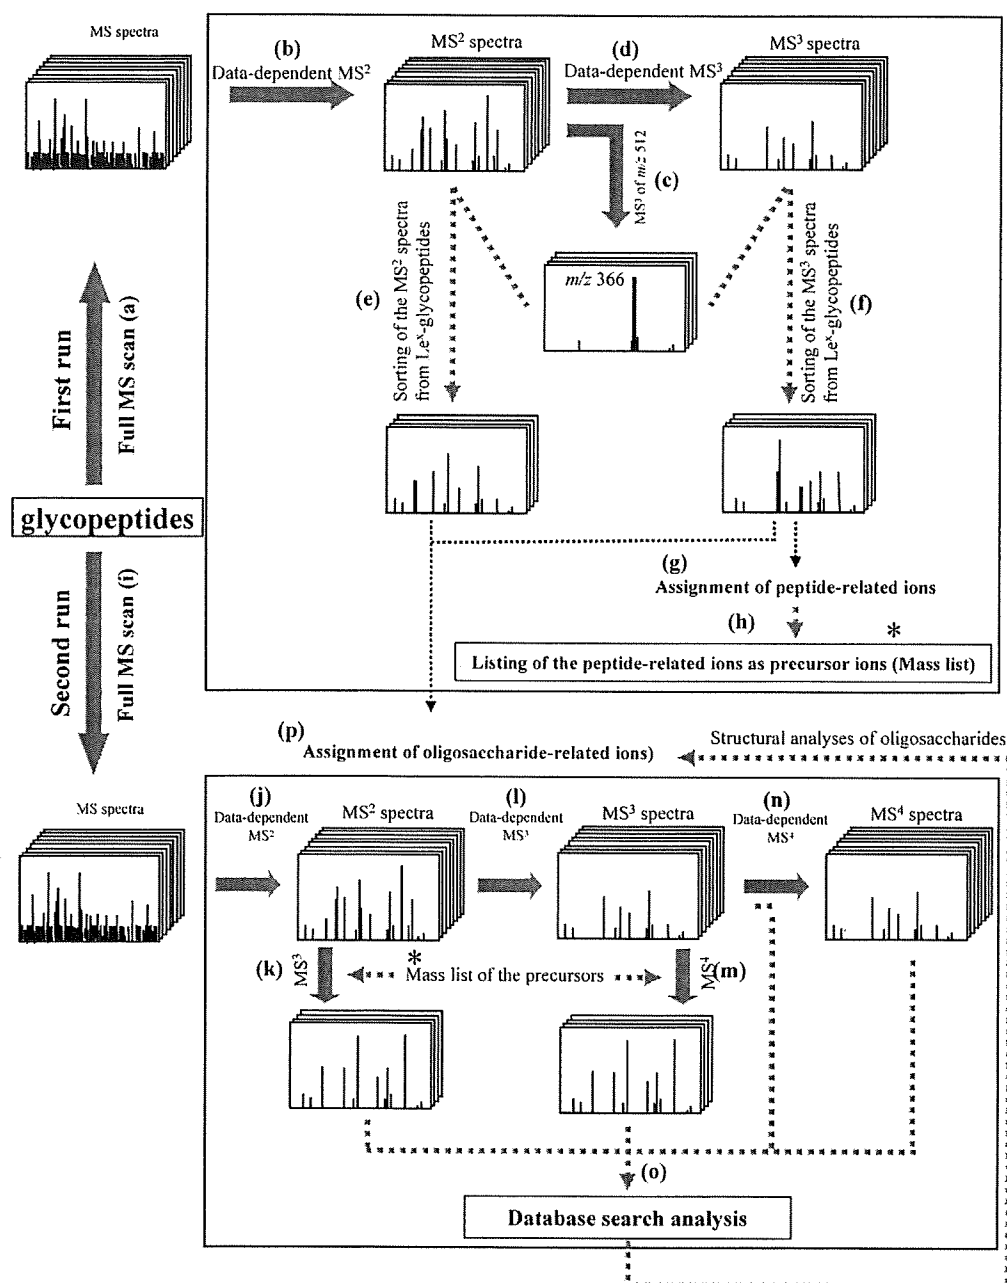 MS spectra
(b)
Data-dependent MS²
MS² spectra
(d)
Data-dependent MS³
MS³ spectra
MS³ of m/z 512
(c)
m/z 366
(e)
Sorting of the MS² spectra
from Leˣ-glycopeptides
Sorting of the MS³ spectra
from Leˣ-glycopeptides
(f)
First run
Full MS scan (a)
glycopeptides
Second run
Full MS scan (i)
(g)
Assignment of peptide-related ions
(h)
*
Listing of the peptide-related ions as precursor ions (Mass list)
(p)
Assignment of oligosaccharide-related ions)
Structural analyses of oligosaccharides
MS spectra
(j)
Data-dependent
MS²
MS² spectra
(l)
Data-dependent
MS³
MS³ spectra
(n)
Data-dependent
MS⁴
MS⁴ spectra
(k)
MS³
*
Mass list of the precursors
MS⁴
(m)
(o)
Database search analysis